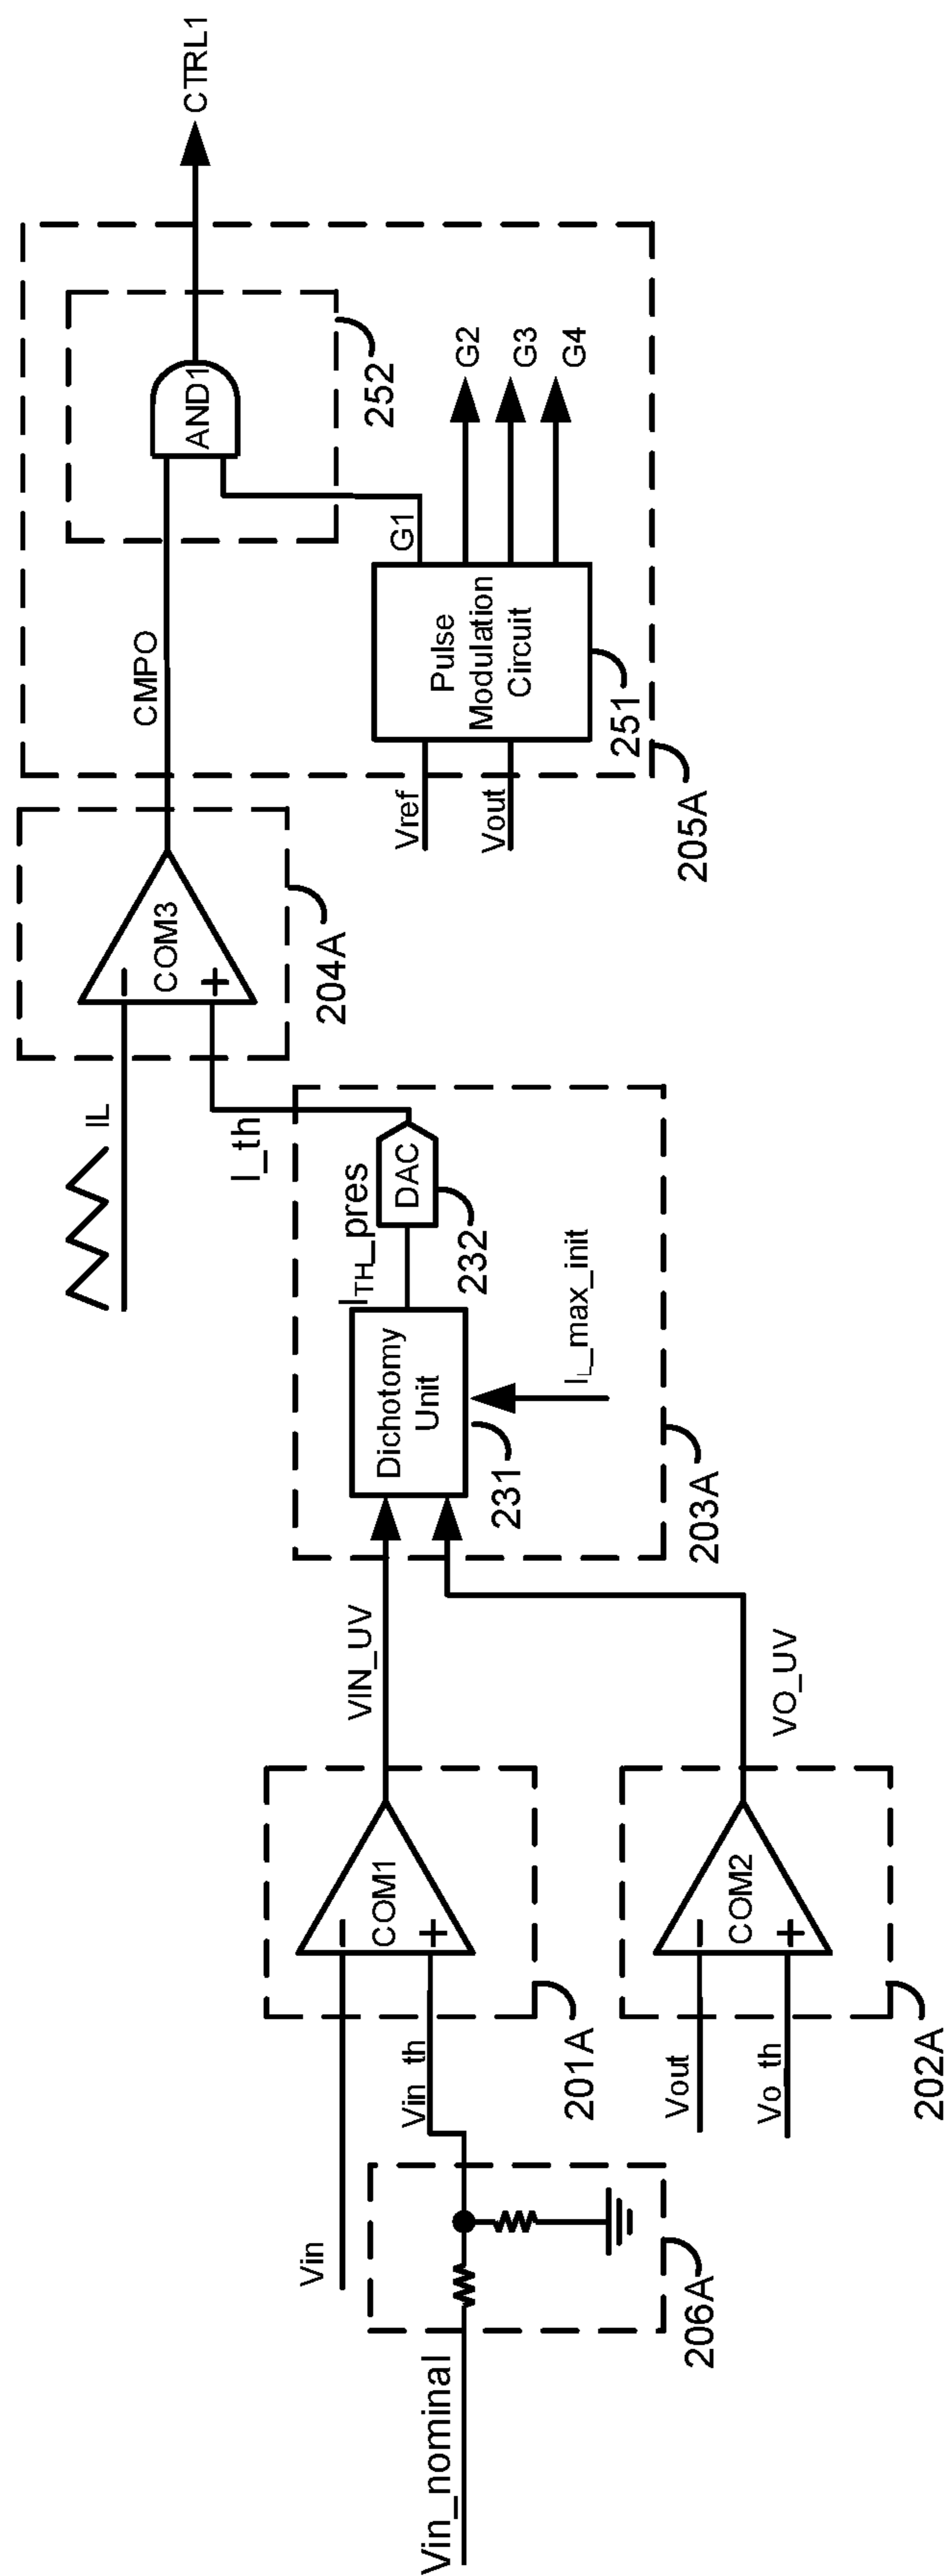 Vin_nominal
206A
Vin
Vin_th
COM1
201A
VIN_UV
Vout
Vo_th
COM2
202A
VO_UV
Dichotomy
Unit
231
IL_max_init
203A
ITH_pres
DAC
232
I_th
IL
COM3
204A
CMPO
Vref
Vout
Pulse
Modulation
Circuit
251
205A
G1
G2
G3
G4
AND1
252
CTRL1